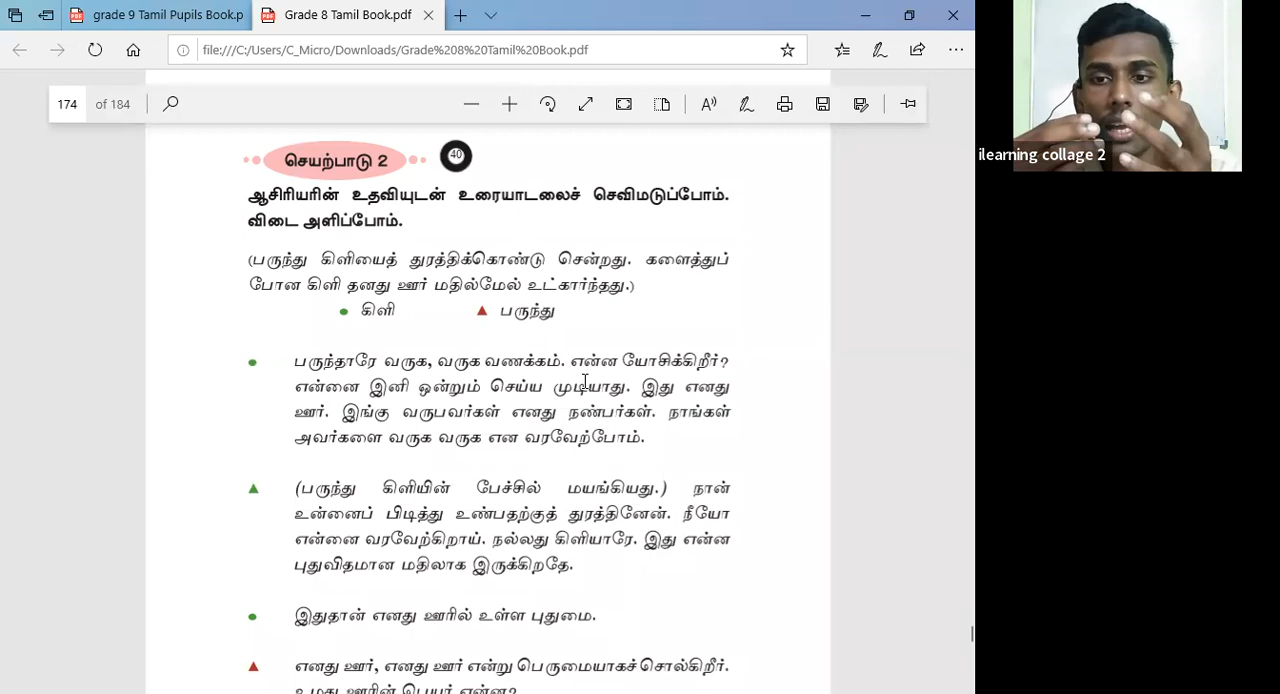 grade 9 Tamil Pupils Book.p
Grade 8 Tamil Book.pdf
file:///C:/Users/C_Micro/Downloads/Grade%208%20Tamil%20Book.pdf
174 of 184
ilearning collage 2
செயற்பாடு 2
40
ஆசிரியரின் உதவியுடன் உரையாடலைச் செவிமடுப்போம்.
விடை அளிப்போம்.
(பருந்து கிளியைத் துரத்திக்கொண்டு சென்றது. களைத்துப்
போன கிளி தனது ஊர் மதில்மேல் உட்கார்ந்தது.)
கிளி பருந்து
பருந்தாரே வருக, வருக வணக்கம். என்ன யோசிக்கிறீர்?
என்னை இனி ஒன்றும் செய்ய முடியாது. இது எனது
ஊர். இங்கு வருபவர்கள் எனது நண்பர்கள். நாங்கள்
அவர்களை வருக வருக என வரவேற்போம்.
(பருந்து கிளியின் பேச்சில் மயங்கியது.) நான்
உன்னைப் பிடித்து உண்பதற்குத் துரத்தினேன். நீயோ
என்னை வரவேற்கிறாய். நல்லது கிளியாரே. இது என்ன
புதுவிதமான மதிலாக இருக்கிறதே.
இதுதான் எனது ஊரில் உள்ள புதுமை.
எனது ஊர், எனது ஊர் என்று பெருமையாகச் சொல்கிறீர்.
உமது ஊரின் பெயர் என்ன?